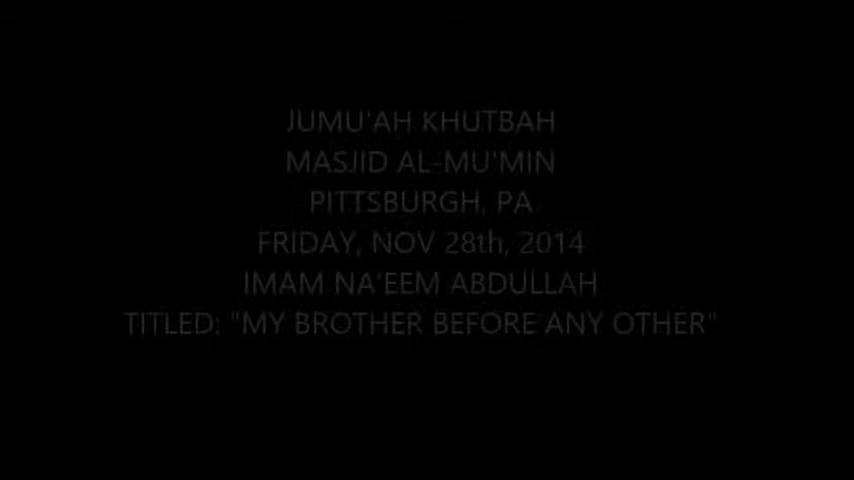 JUMU'AH KHUTBAH
MASJID AL-MU'MIN
PITTSBURGH, PA
FRIDAY, NOV 28th, 2014
IMAM NA'EEM ABDULLAH
TITLED: "MY BROTHER BEFORE ANY OTHER"